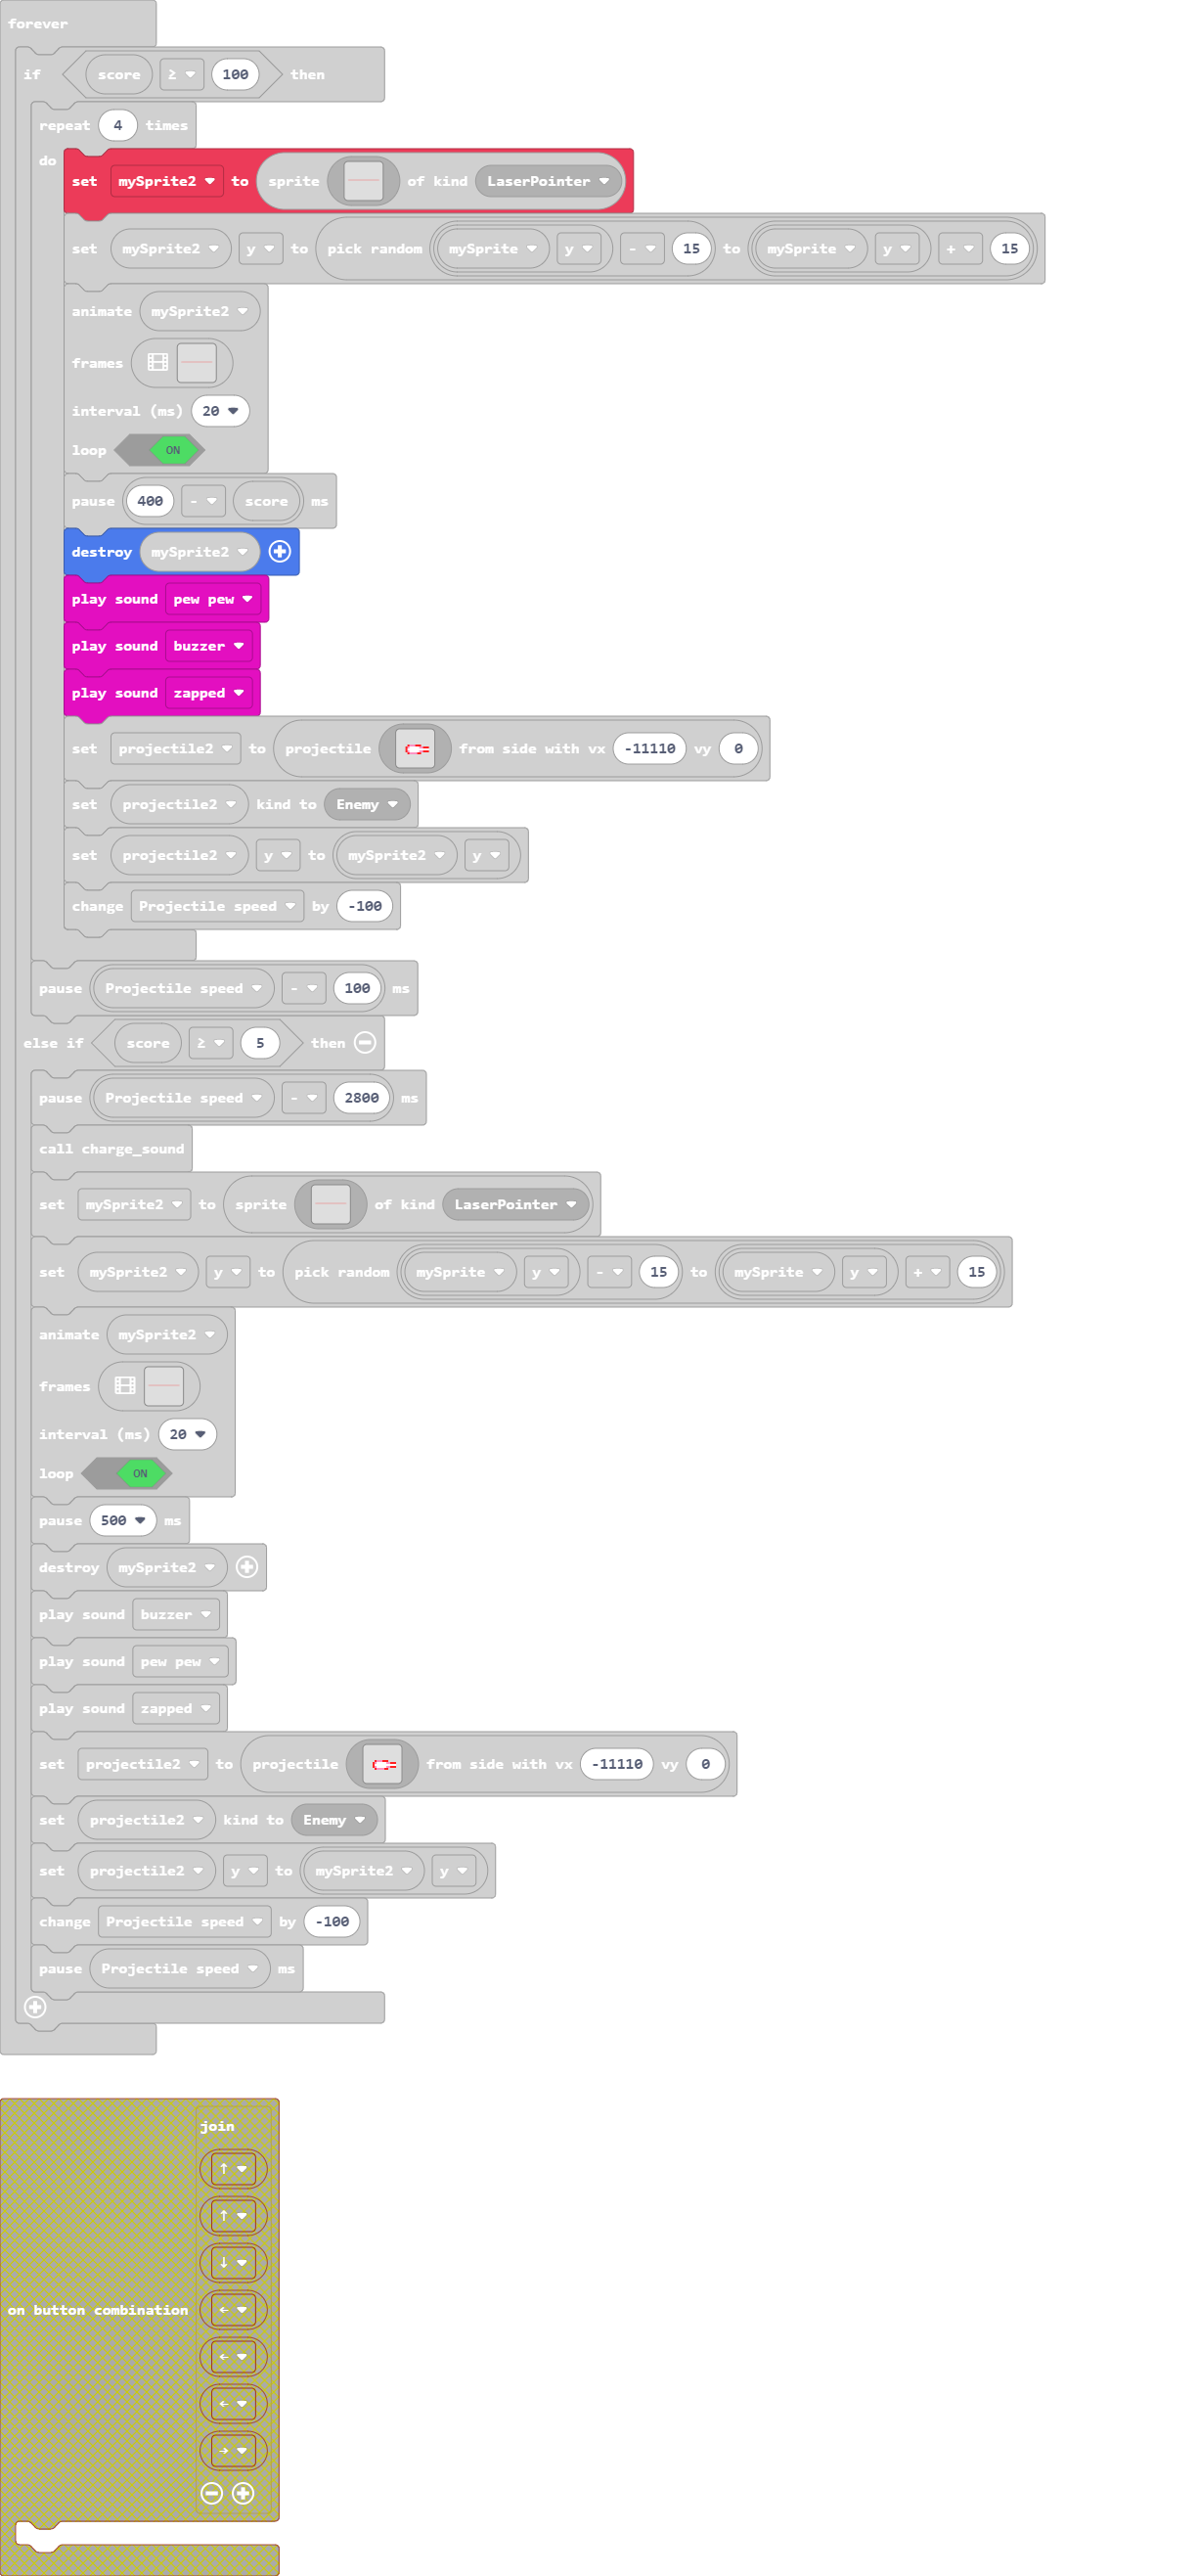 forever
if score ≥ 100 then
repeat 4 times
do
set mySprite2 to sprite of kind LaserPointer
set mySprite2 y to pick random mySprite y - 15 to mySprite y + 15
animate mySprite2
frames
interval (ms) 20
loop ON
pause 400 - score ms
destroy mySprite2
play sound pew pew
play sound buzzer
play sound zapped
set projectile2 to projectile from side with vx -11110 vy 0
set projectile2 kind to Enemy
set projectile2 y to mySprite2 y
change Projectile speed by -100
pause Projectile speed - 100 ms
else if score ≥ 5 then
pause Projectile speed - 2800 ms
call charge_sound
set mySprite2 to sprite of kind LaserPointer
set mySprite2 y to pick random mySprite y - 15 to mySprite y + 15
animate mySprite2
frames
interval (ms) 20
loop ON
pause 500 ms
destroy mySprite2
play sound buzzer
play sound pew pew
play sound zapped
set projectile2 to projectile from side with vx -11110 vy 0
set projectile2 kind to Enemy
set projectile2 y to mySprite2 y
change Projectile speed by -100
pause Projectile speed ms
join
↑
↑
↓
on button combination ←
←
←
→